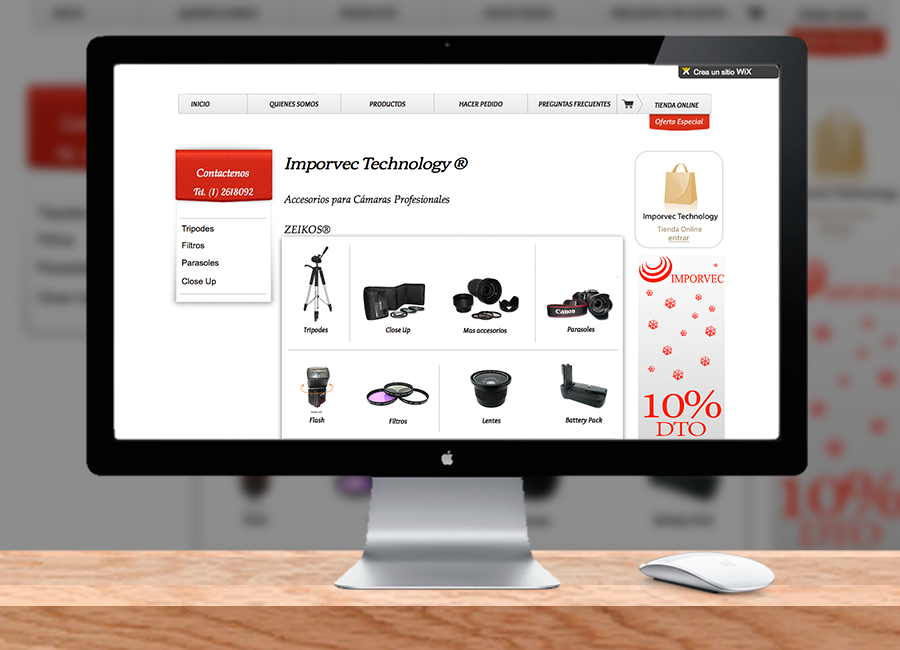 Crea un sitio WiX
INICIO
QUIENES SOMOS
PRODUCTOS
HACER PEDIDO
PREGUNTAS FRECUENTES
TIENDA ONLINE
Oferta Especial
Contactenos
Tel. (1) 2618092
Tripodes
Filtros
Parasoles
Close Up
Imporvec Technology ®
Accesorios para Cámaras Profesionales
ZEIKOS®
Tripodes
Close Up
Mas accesorios
Canon
Parasoles
Flash
Filtros
Lentes
Battery Pack
Imporvec Technology
Tienda Online
entrar
IMPORVEC
10%
DTO
10%
DTO